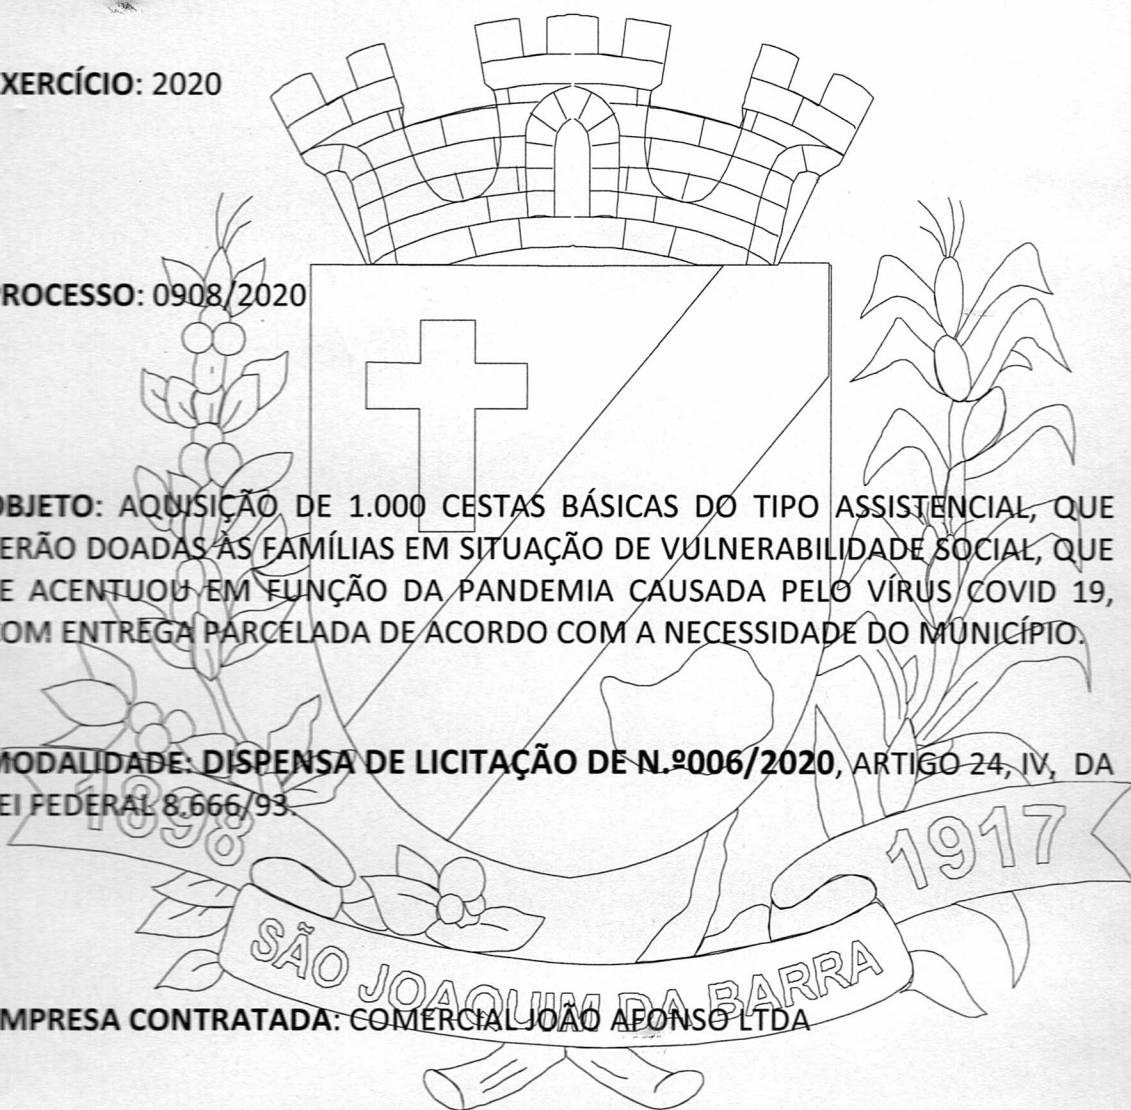 XERCÍCIO: 2020
PROCESSO: 0908/2020
OBJETO: AQUISIÇÃO DE 1.000 CESTAS BÁSICAS DO TIPO ASSISTENCIAL, QUE
ERÃO DOADAS ÀS FAMÍLIAS EM SITUAÇÃO DE VULNERABILIDADE SOCIAL, QUE
E ACENTUOU EM FUNÇÃO DA PANDEMIA CAUSADA PELO VÍRUS COVID 19,
OM ENTREGA PARCELADA DE ACORDO COM A NECESSIDADE DO MUNICÍPIO.
MODALIDADE: DISPENSA DE LICITAÇÃO DE N.º006/2020, ARTIGO 24, IV, DA
EI FEDERAL 8.666/93.
1898
1917
SÃO JOAQUIM DA BARRA
MPRESA CONTRATADA: COMERCIAL JOÃO AFONSO LTDA